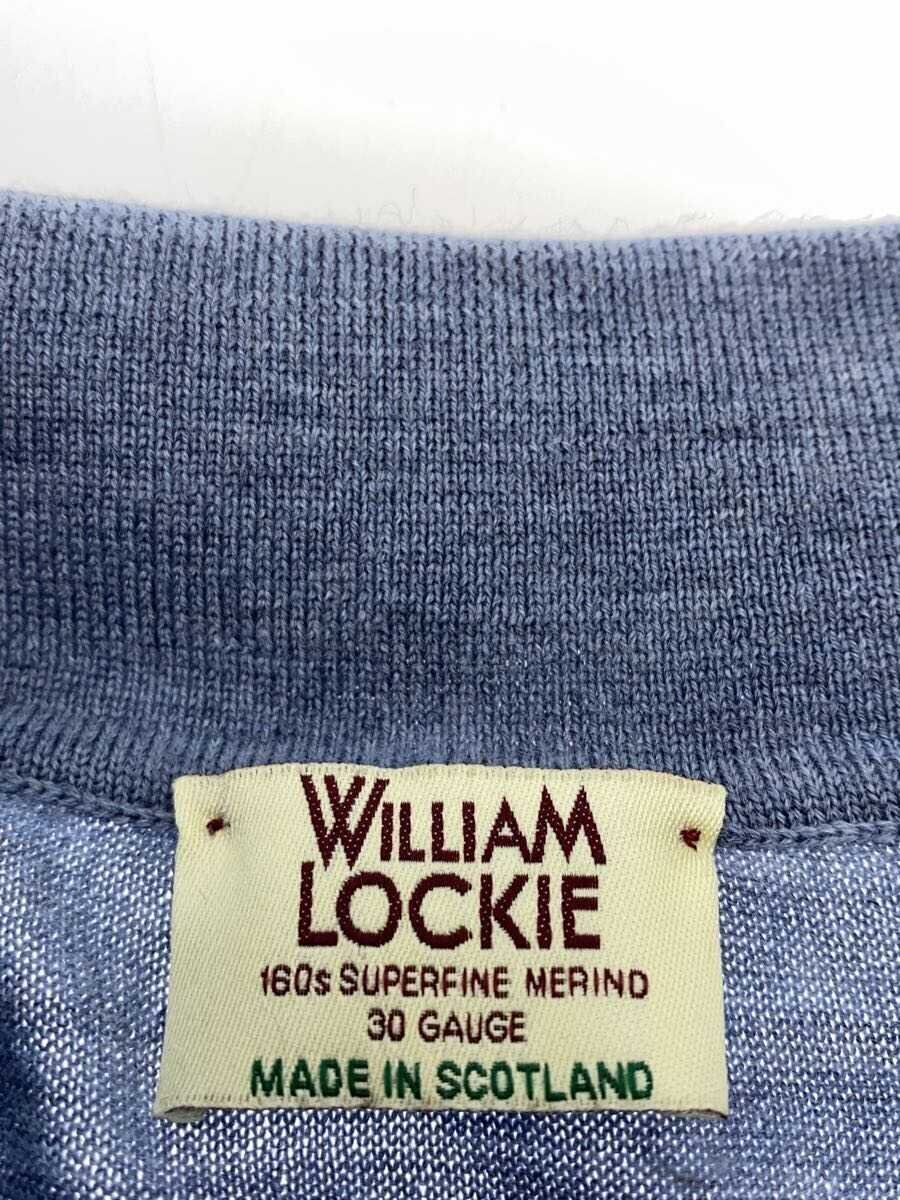 WILLIAM
LOCKIE
160s SUPERFINE MERINO
30 GAUGE
MADE IN SCOTLAND